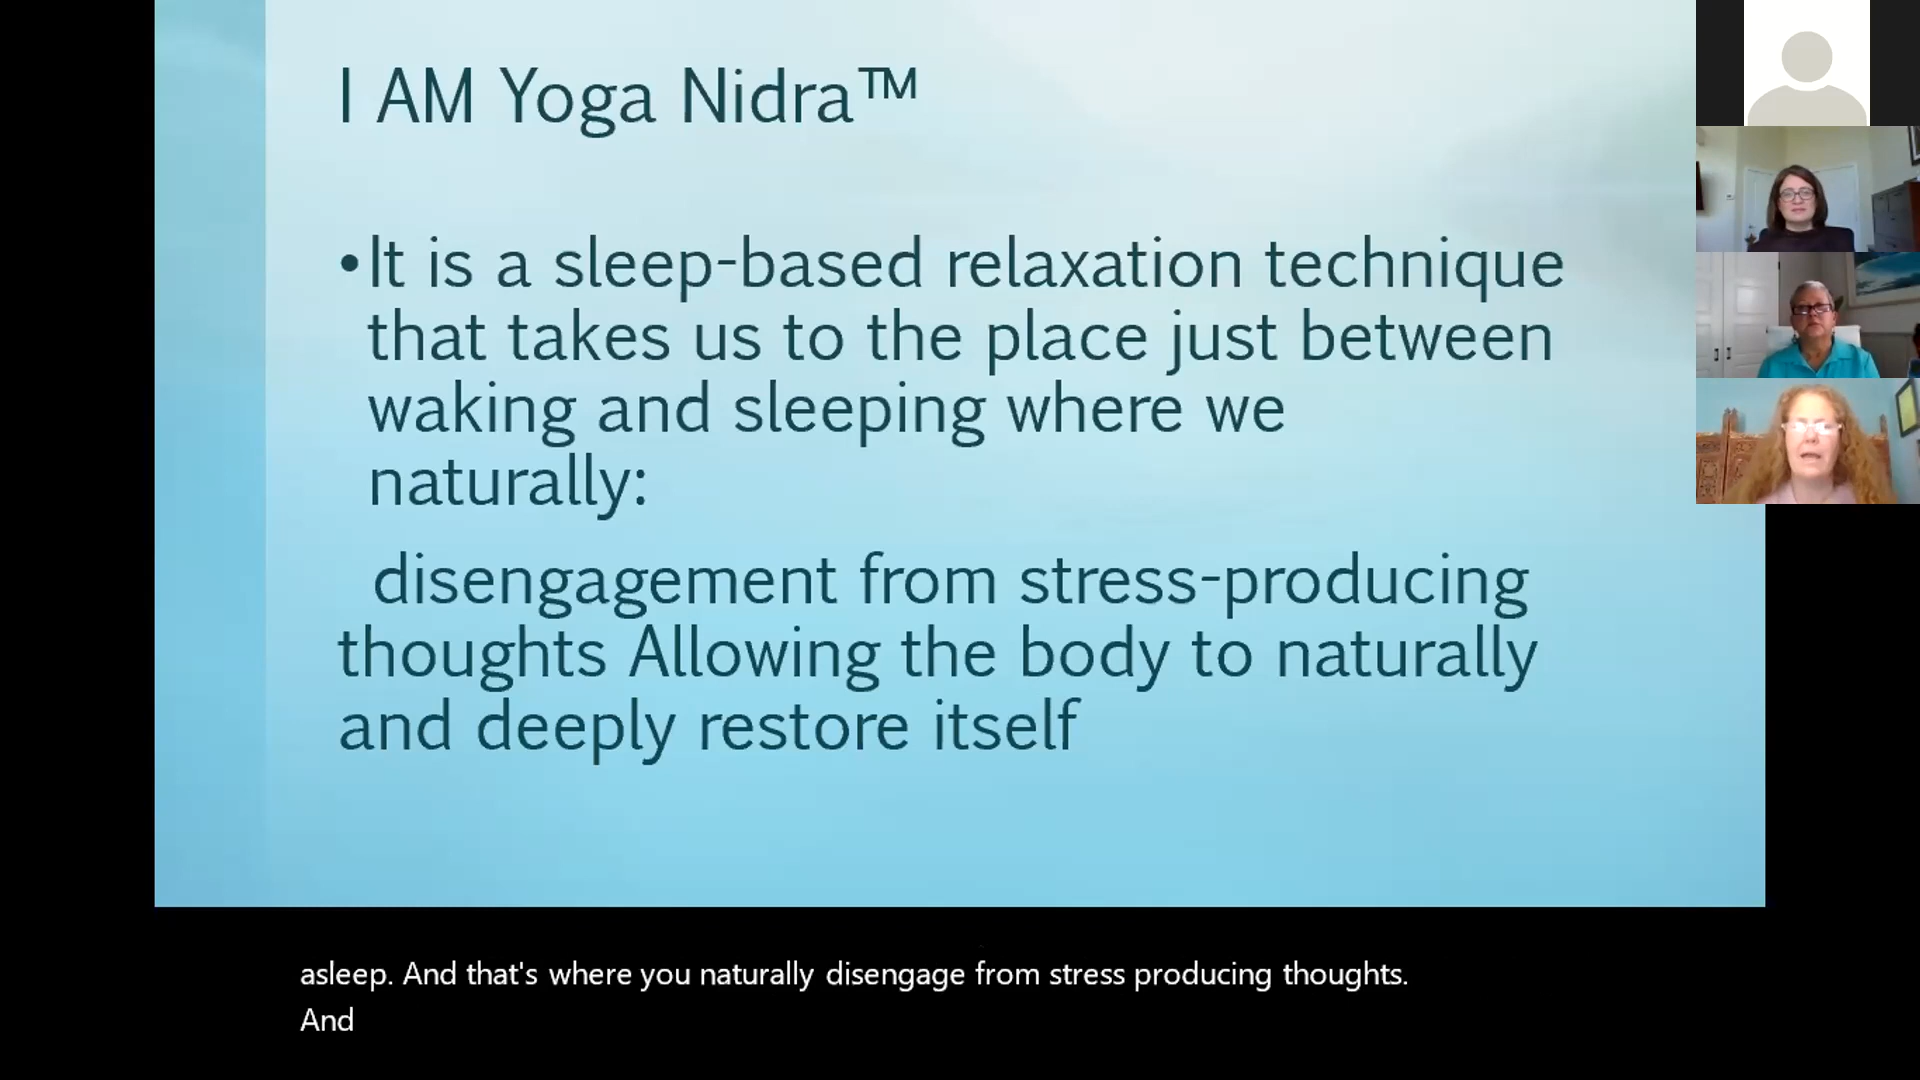 I AM Yoga Nidra™
•It is a sleep-based relaxation technique
that takes us to the place just between
waking and sleeping where we
naturally:
disengagement from stress-producing
thoughts Allowing the body to naturally
and deeply restore itself
asleep. And that's where you naturally disengage from stress producing thoughts.
And